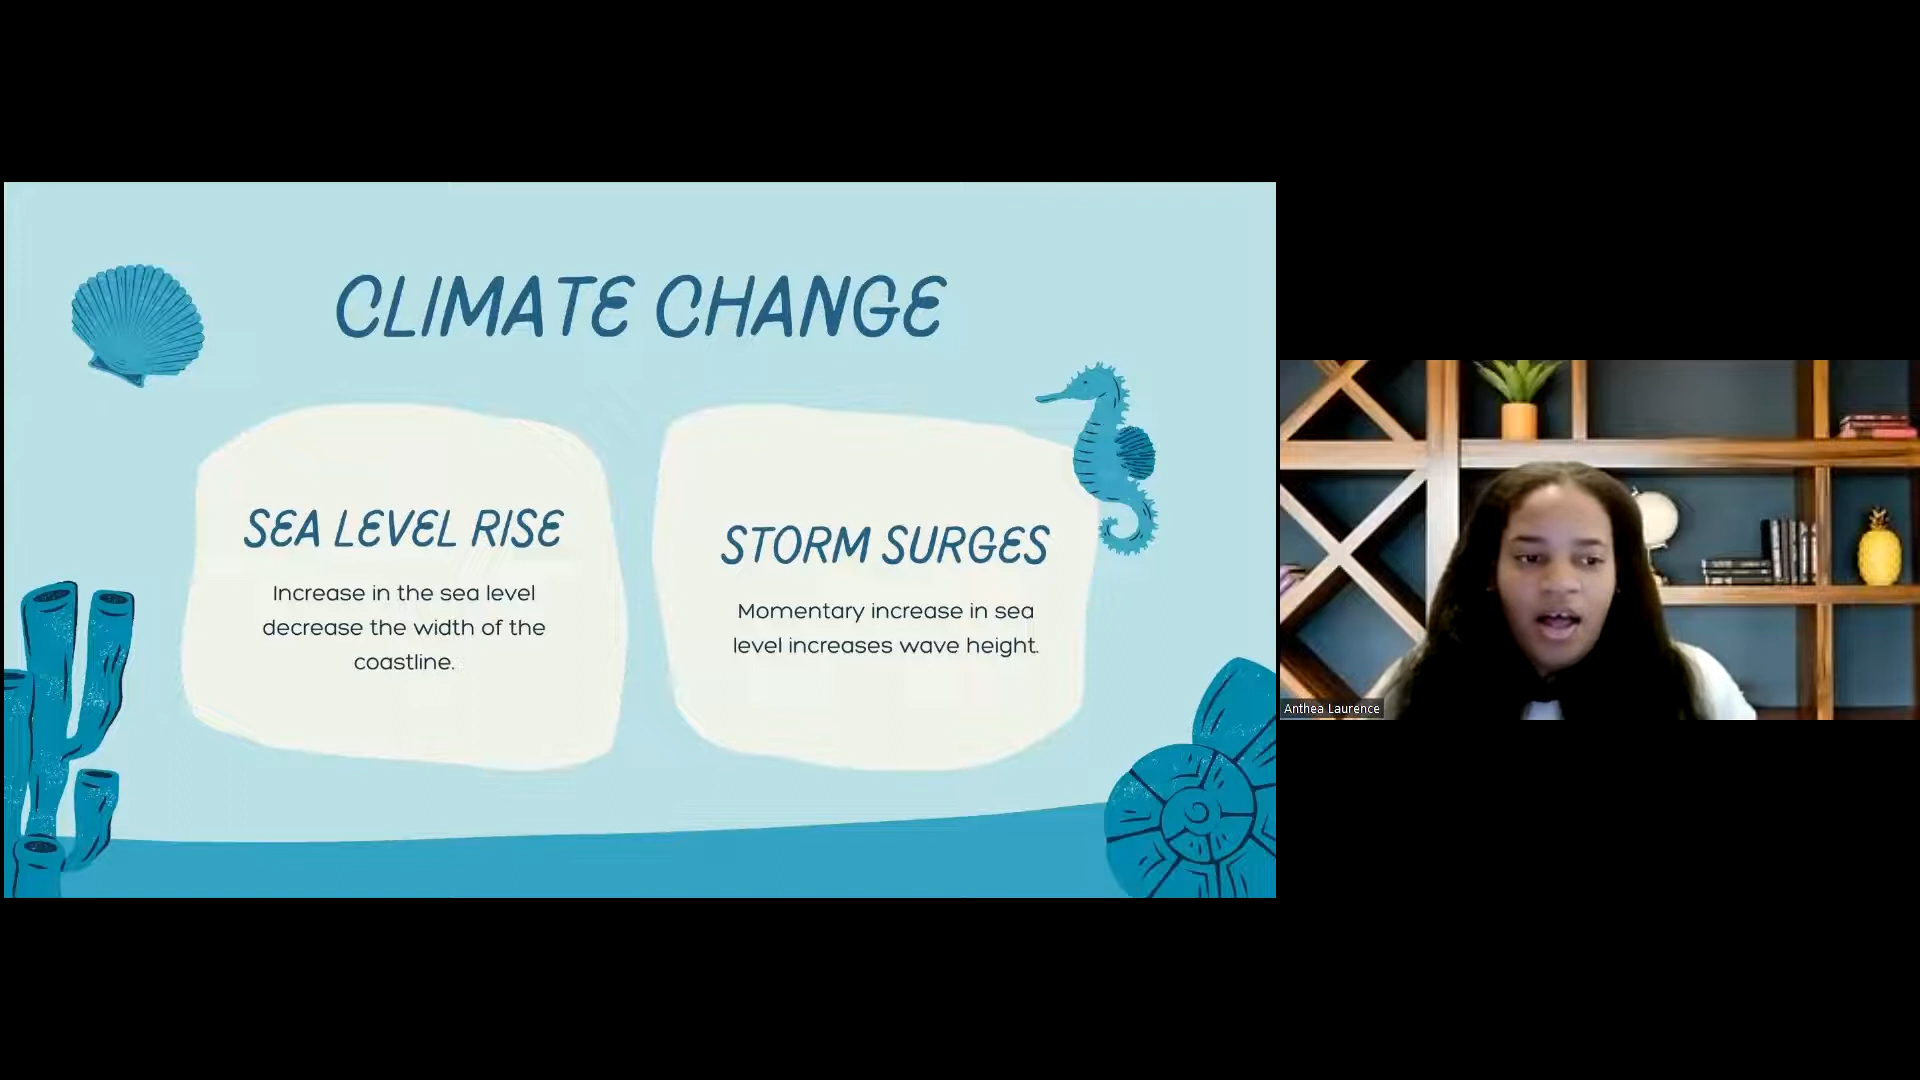 CLIMATE CHANGE
SEA LEVEL RISE
Increase in the sea level
decrease the width of the
coastline.
STORM SURGES
Momentary increase in sea
level increases wave height.
Anthea Laurence